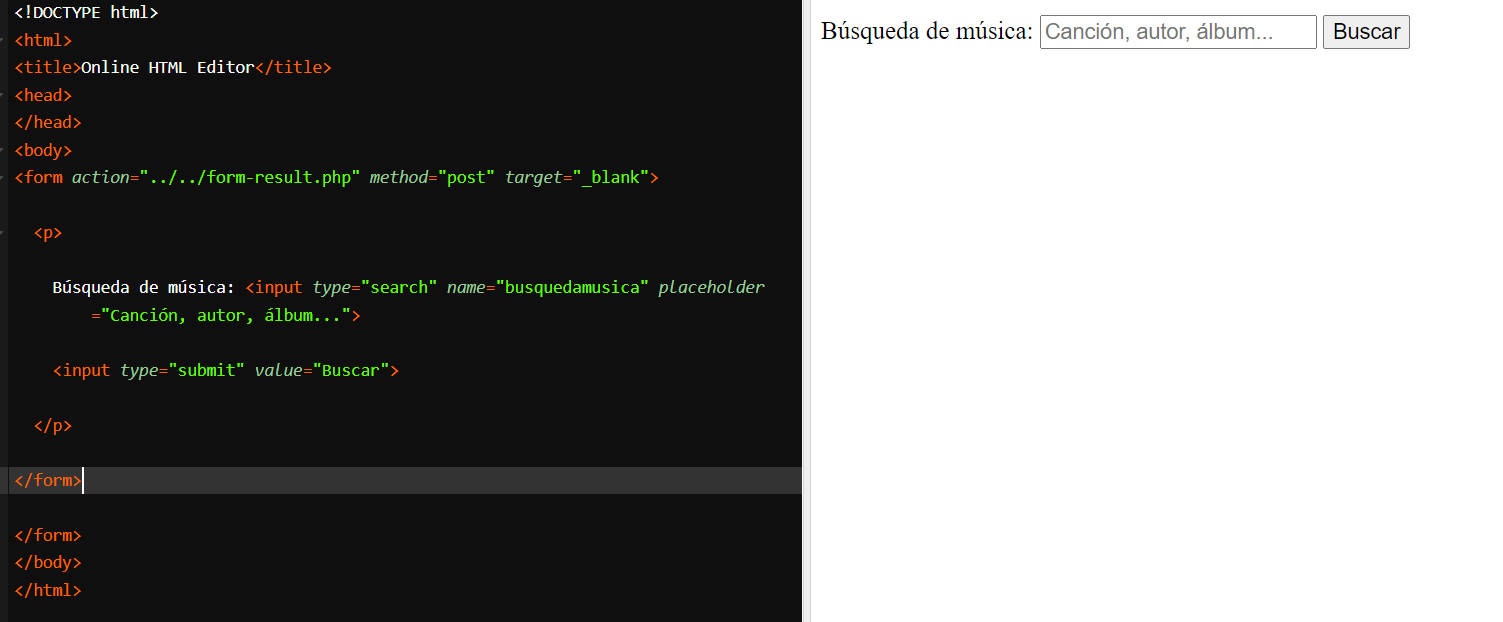 <!DOCTYPE html>
<html>
<title>Online HTML Editor</title>
<head>
</head>
<body>
<form action="../../form-result.php" method="post" target="_blank">
<p>
Búsqueda de música: <input type="search" name="busquedamusica" placeholder
="Canción, autor, álbum...">
<input type="submit" value="Buscar">
</p>
</form>
</form>
</body>
</html>
Búsqueda de música: Canción, autor, álbum... Buscar